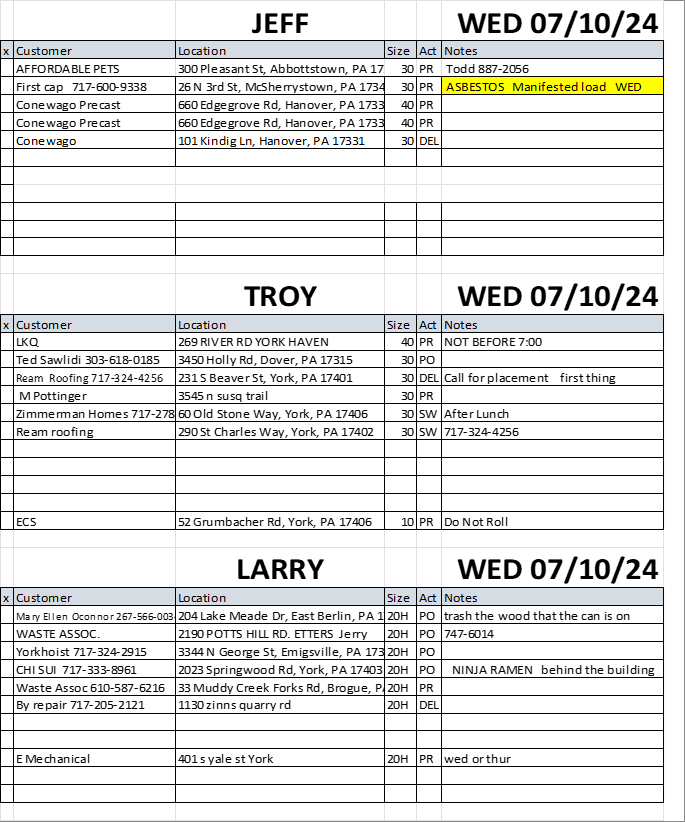 JEFF WED 07/10/24
x Customer Location Size Act Notes
AFFORDABLE PETS 300 Pleasant St, Abbottstown, PA 17 30 PR Todd 887-2056
First cap 717-600-9338 26 N 3rd St, McSherrystown, PA 1734 30 PR ASBESTOS Manifested load WED
Conewago Precast 660 Edgegrove Rd, Hanover, PA 1733 40 PR
Conewago Precast 660 Edgegrove Rd, Hanover, PA 1733 40 PR
Conewago 101 Kindig Ln, Hanover, PA 17331 30 DEL
TROY WED 07/10/24
x Customer Location Size Act Notes
LKQ 269 RIVER RD YORK HAVEN 40 PR NOT BEFORE 7:00
Ted Sawlidi 303-618-0185 3450 Holly Rd, Dover, PA 17315 30 PO
Ream Roofing 717-324-4256 231 S Beaver St, York, PA 17401 30 DEL Call for placement first thing
M Pottinger 3545 n susq trail 30 PR
Zimmerman Homes 717-278 60 Old Stone Way, York, PA 17406 30 SW After Lunch
Ream roofing 290 St Charles Way, York, PA 17402 30 SW 717-324-4256
ECS 52 Grumbacher Rd, York, PA 17406 10 PR Do Not Roll
LARRY WED 07/10/24
x Customer Location Size Act Notes
Mary Ellen Oconnor 267-566-003 204 Lake Meade Dr, East Berlin, PA 1 20H PO trash the wood that the can is on
WASTE ASSOC. 2190 POTTS HILL RD. ETTERS Jerry 20H PO 747-6014
Yorkhoist 717-324-2915 3344 N George St, Emigsville, PA 173 20H PO
CHI SUI 717-333-8961 2023 Springwood Rd, York, PA 17403 20H PO NINJA RAMEN behind the building
Waste Assoc 610-587-6216 33 Muddy Creek Forks Rd, Brogue, PA 20H PR
By repair 717-205-2121 1130 zinns quarry rd 20H DEL
E Mechanical 401 s yale st York 20H PR wed or thur